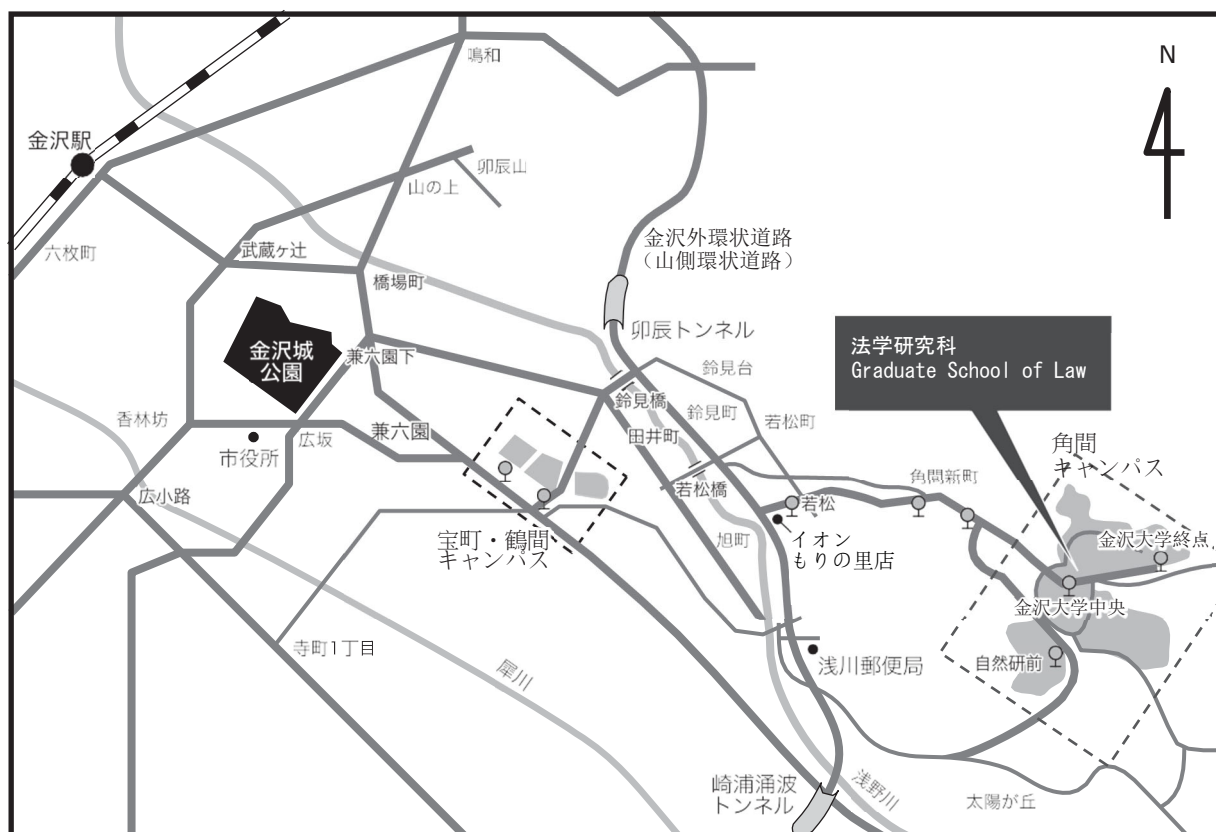 N
鳴和
金沢駅
卯辰山
山の上
金沢外環状道路
(山側環状道路)
六枚町
武蔵ヶ辻
橋場町
卯辰トンネル
法学研究科
Graduate School of Law
金沢城
公園
兼六園下
鈴見台
鈴見橋
鈴見町
香林坊
兼六園
田井町
若松町
広坂
市役所
角間
キャンパス
若松橋
角間新町
広小路
若松
宝町・鶴間
キャンパス
旭町
イオン
もりの里店
金沢大学終点
金沢大学中央
寺町1丁目
浅川郵便局
自然研前
犀川
崎浦涌波
トンネル
浅野川
太陽が丘